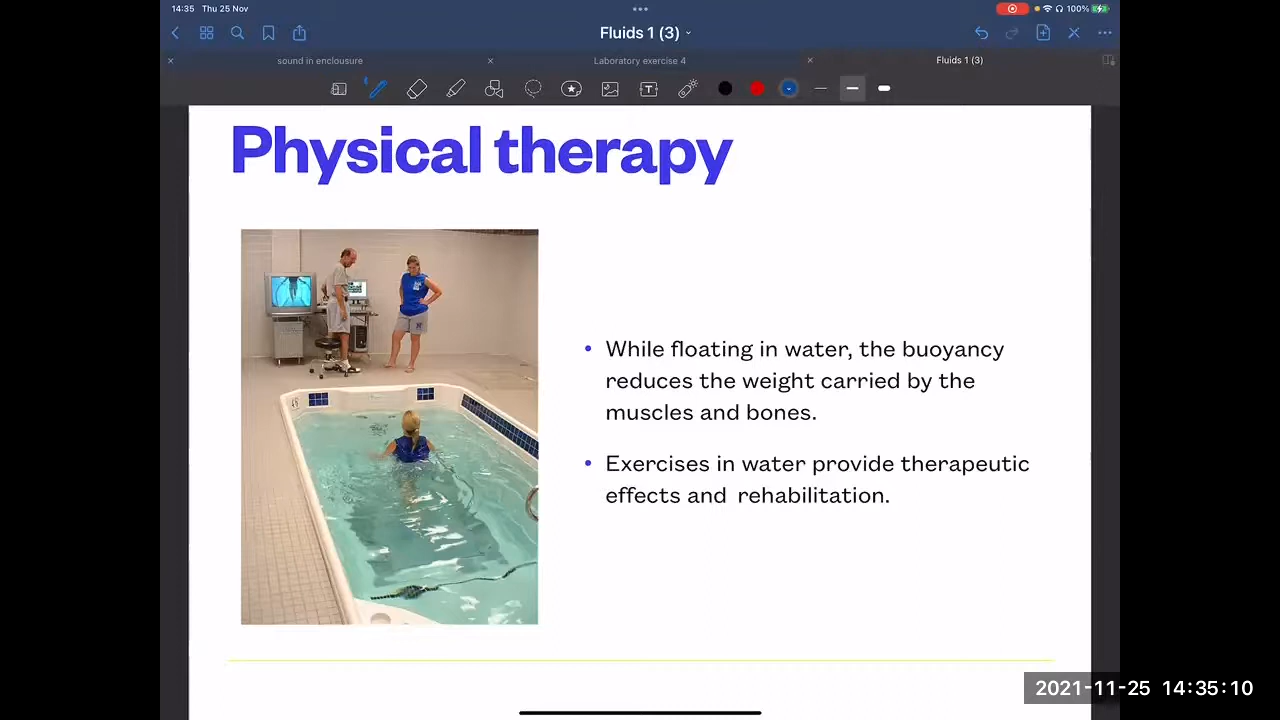 14:35 Thu 25 Nov
100%
Fluids 1 (3)
sound in enclousure
Laboratory exercise 4
Fluids 1 (3)
T
Physical therapy
• While floating in water, the buoyancy
reduces the weight carried by the
muscles and bones.
• Exercises in water provide therapeutic
effects and rehabilitation.
2021-11-25 14:35:10